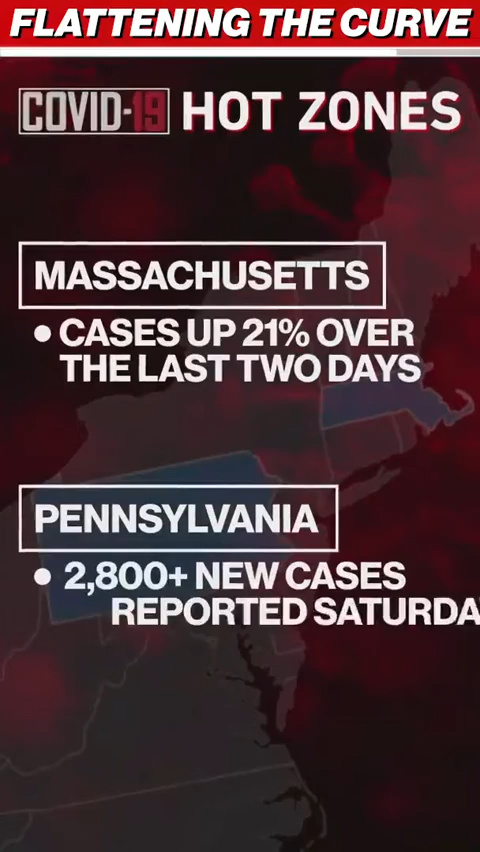 FLATTENING THE CURVE
COVID-19 HOT ZONES
MASSACHUSETTS
● CASES UP 21% OVER
THE LAST TWO DAYS
PENNSYLVANIA
● 2,800+ NEW CASES
REPORTED SATURDA